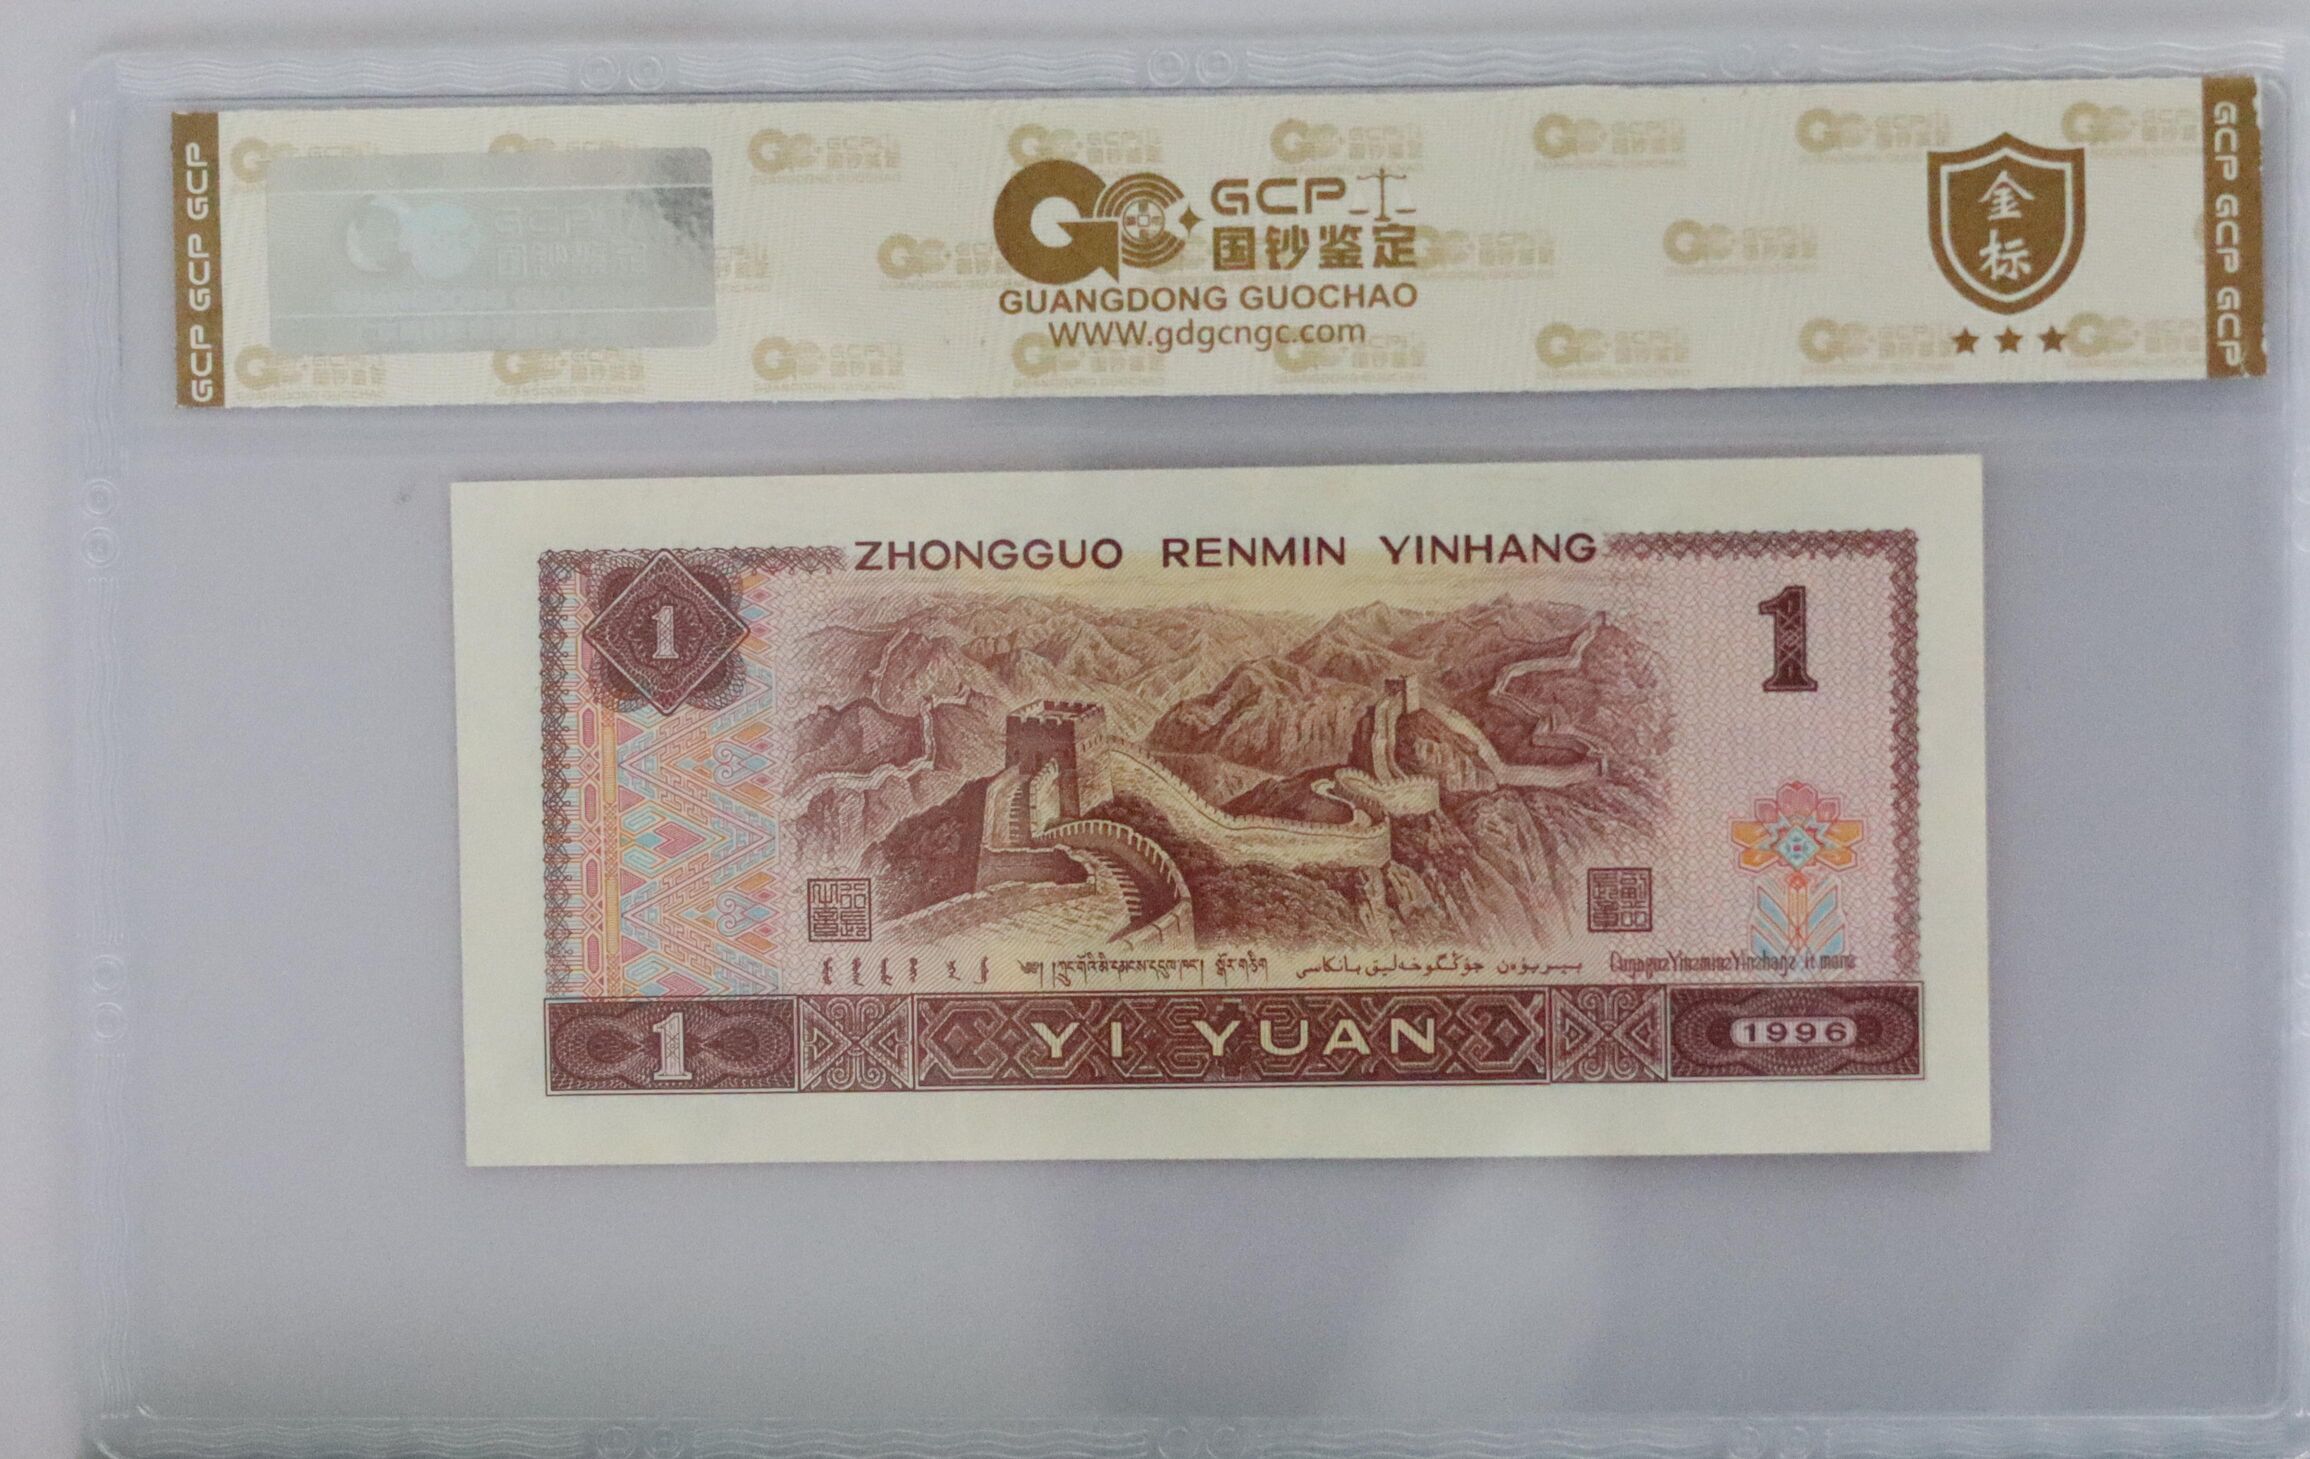 GCP GCP GCP
GCP
国钞鉴定
GUANGDONG GUOCHAO
WWW.gdgcngc.com
金
标
GCP GCP GCP
ZHONGGUO RENMIN YINHANG
1
1
1
YI YUAN
1996